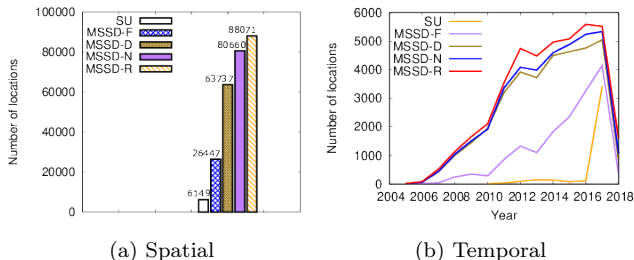 100000
80000
60000
40000
20000
0
Number of locations
SU
MSSD-F
MSSD-D
MSSD-N
MSSD-R
6149
26447
63737
80660
88071
(a) Spatial
6000
5000
4000
3000
2000
1000
0
Number of locations
SU
MSSD-F
MSSD-D
MSSD-N
MSSD-R
2004 2006 2008 2010 2012 2014 2016 2018
Year
(b) Temporal